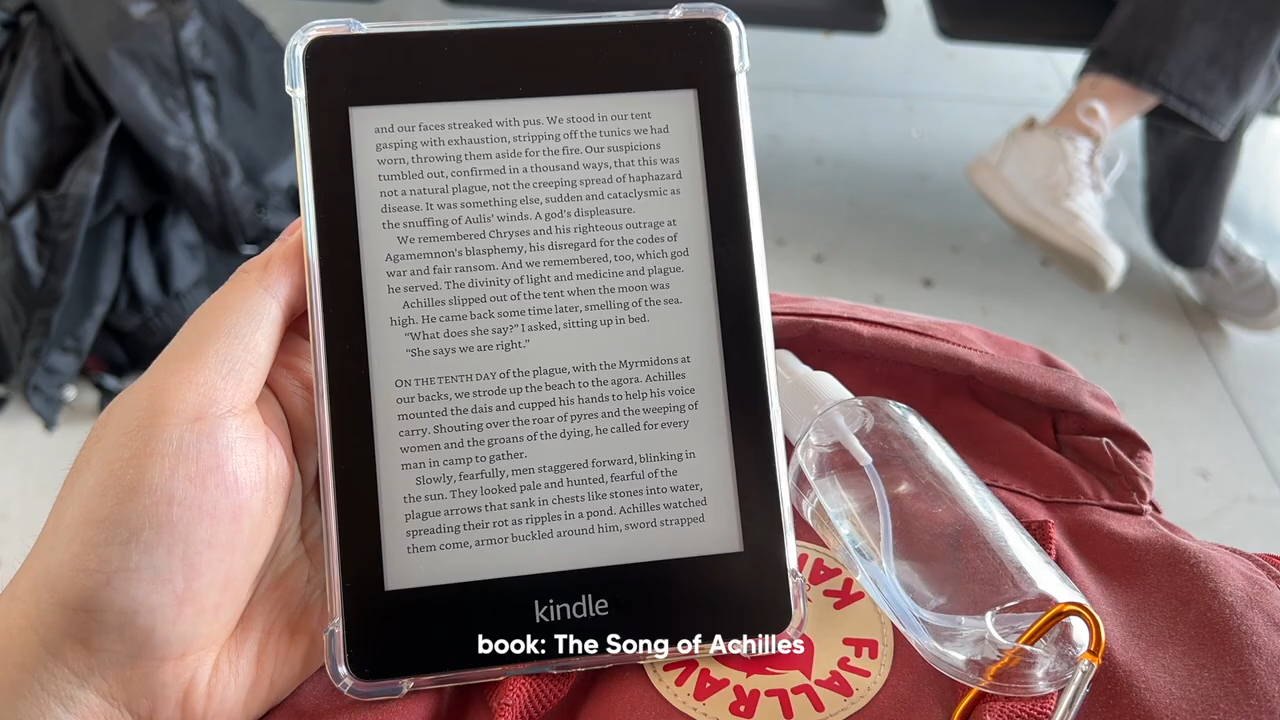 and our faces streaked with pus. We stood in our tent
gasping with exhaustion, stripping off the tunics we had
worn, throwing them aside for the fire. Our suspicions
tumbled out, confirmed in a thousand ways, that this was
not a natural plague, not the creeping spread of haphazard
disease. It was something else, sudden and cataclysmic as
the snuffing of Aulis' winds. A god's displeasure.
We remembered Chryses and his righteous outrage at
Agamemnon's blasphemy, his disregard for the codes of
war and fair ransom. And we remembered, too, which god
he served. The divinity of light and medicine and plague.
Achilles slipped out of the tent when the moon was
high. He came back some time later, smelling of the sea.
"What does she say?" I asked, sitting up in bed.
"She says we are right."
ON THE TENTH DAY of the plague, with the Myrmidons at
our backs, we strode up the beach to the agora. Achilles
mounted the dais and cupped his hands to help his voice
carry. Shouting over the roar of pyres and the weeping of
women and the groans of the dying, he called for every
man in camp to gather.
Slowly, fearfully, men staggered forward, blinking in
the sun. They looked pale and hunted, fearful of the
plague arrows that sank in chests like stones into water,
spreading their rot as ripples in a pond. Achilles watched
them come, armor buckled around him, sword strapped
kindle
book: The Song of Achilles
FJALLRAV
KAN